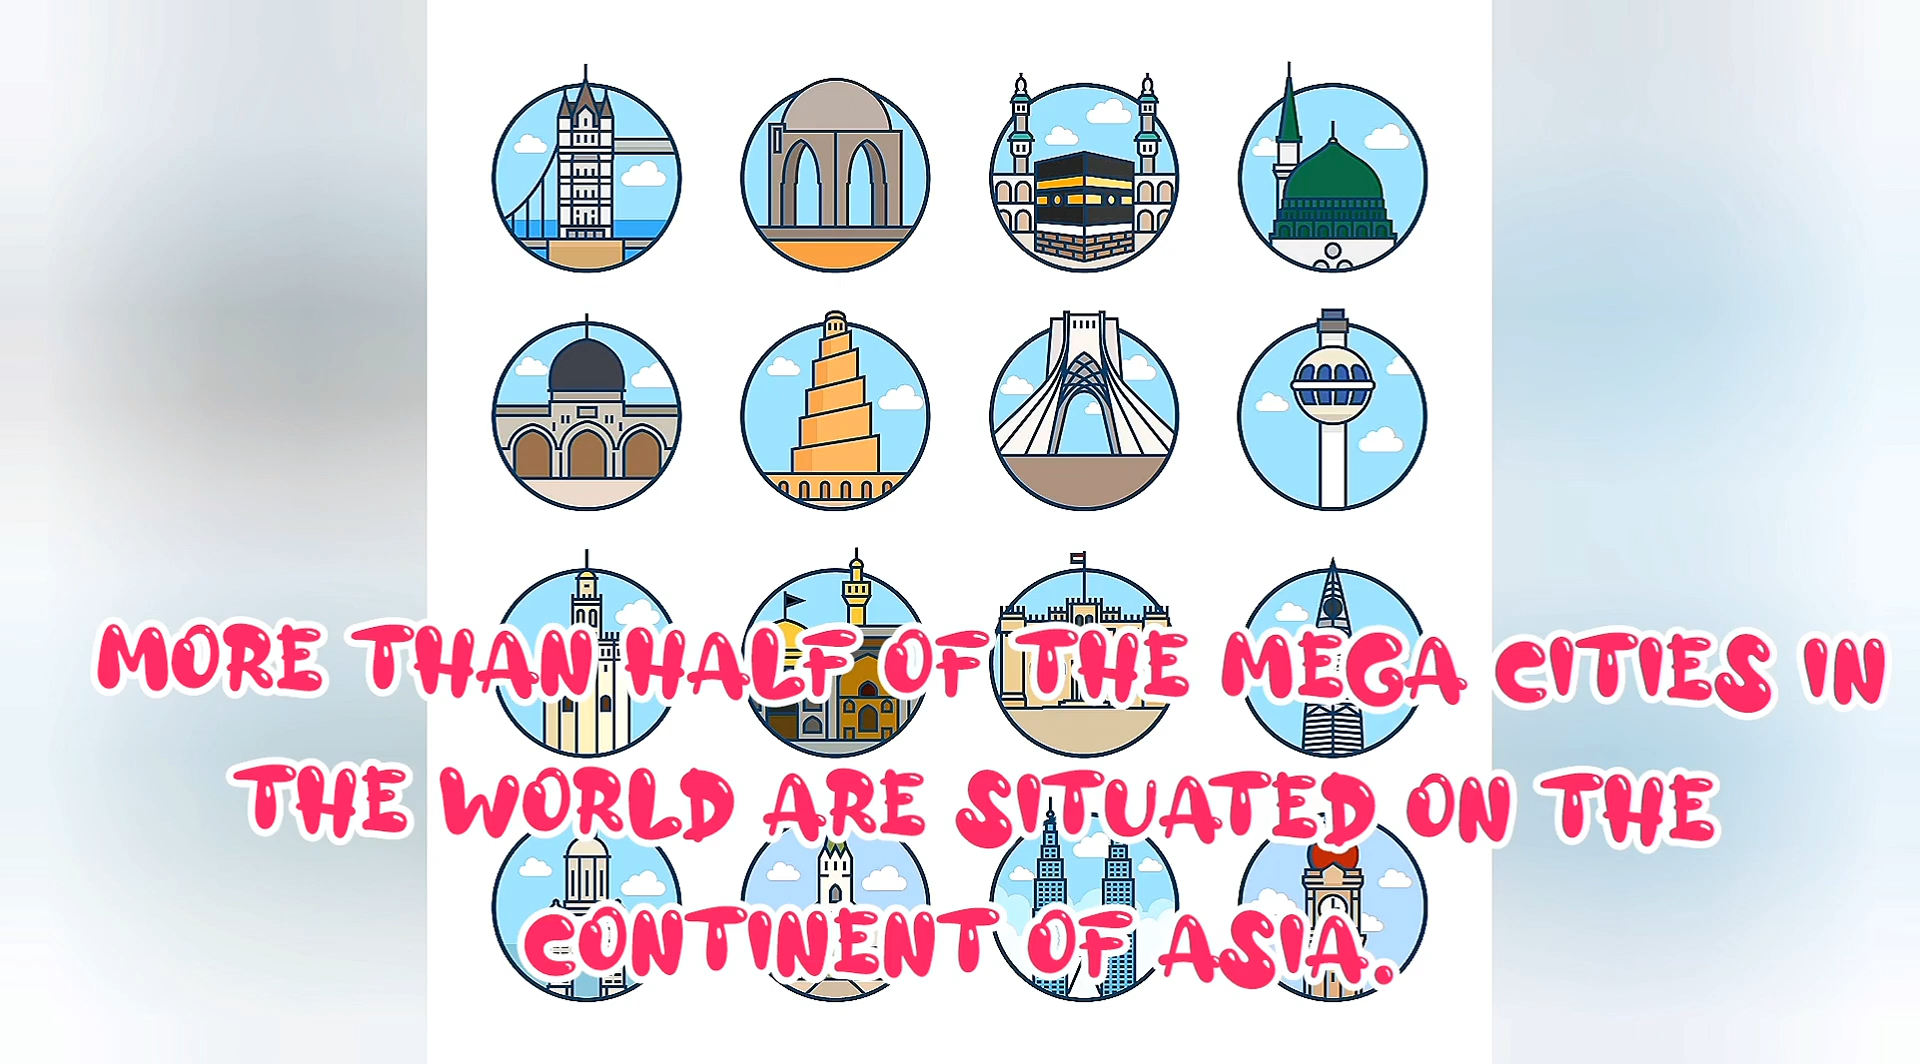 MORE THAN HALF OF THE MEGA CITIES IN
THE WORLD ARE SITUATED ON THE
CONTINENT OF ASIA.